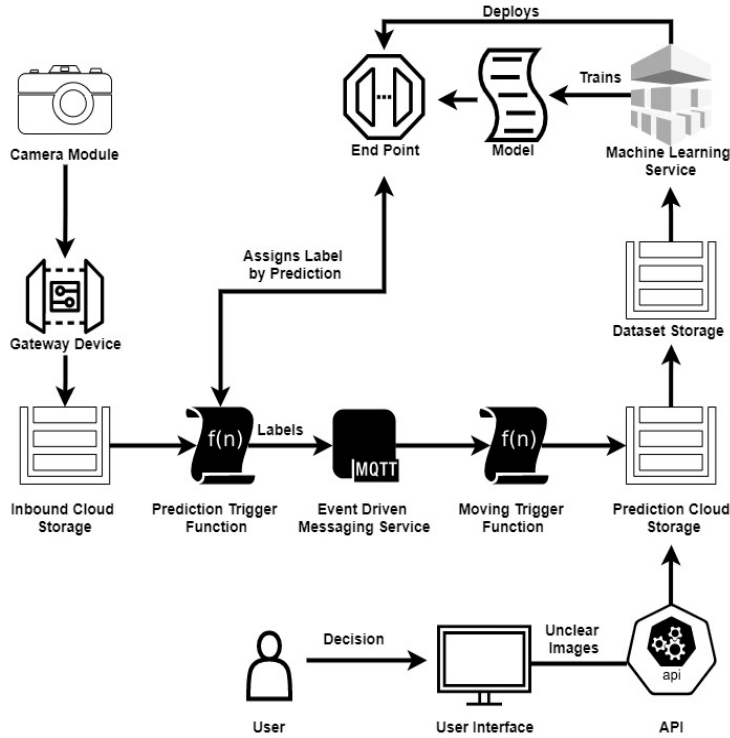 Deploys
Trains
Camera Module
End Point
Model
Machine Learning
Service
Assigns Label
by Prediction
Gateway Device
Dataset Storage
f(n)
Labels
MQTT
f(n)
Inbound Cloud
Storage
Prediction Trigger
Function
Event Driven
Messaging Service
Moving Trigger
Function
Prediction Cloud
Storage
Decision
Unclear
Images
api
User
User Interface
API